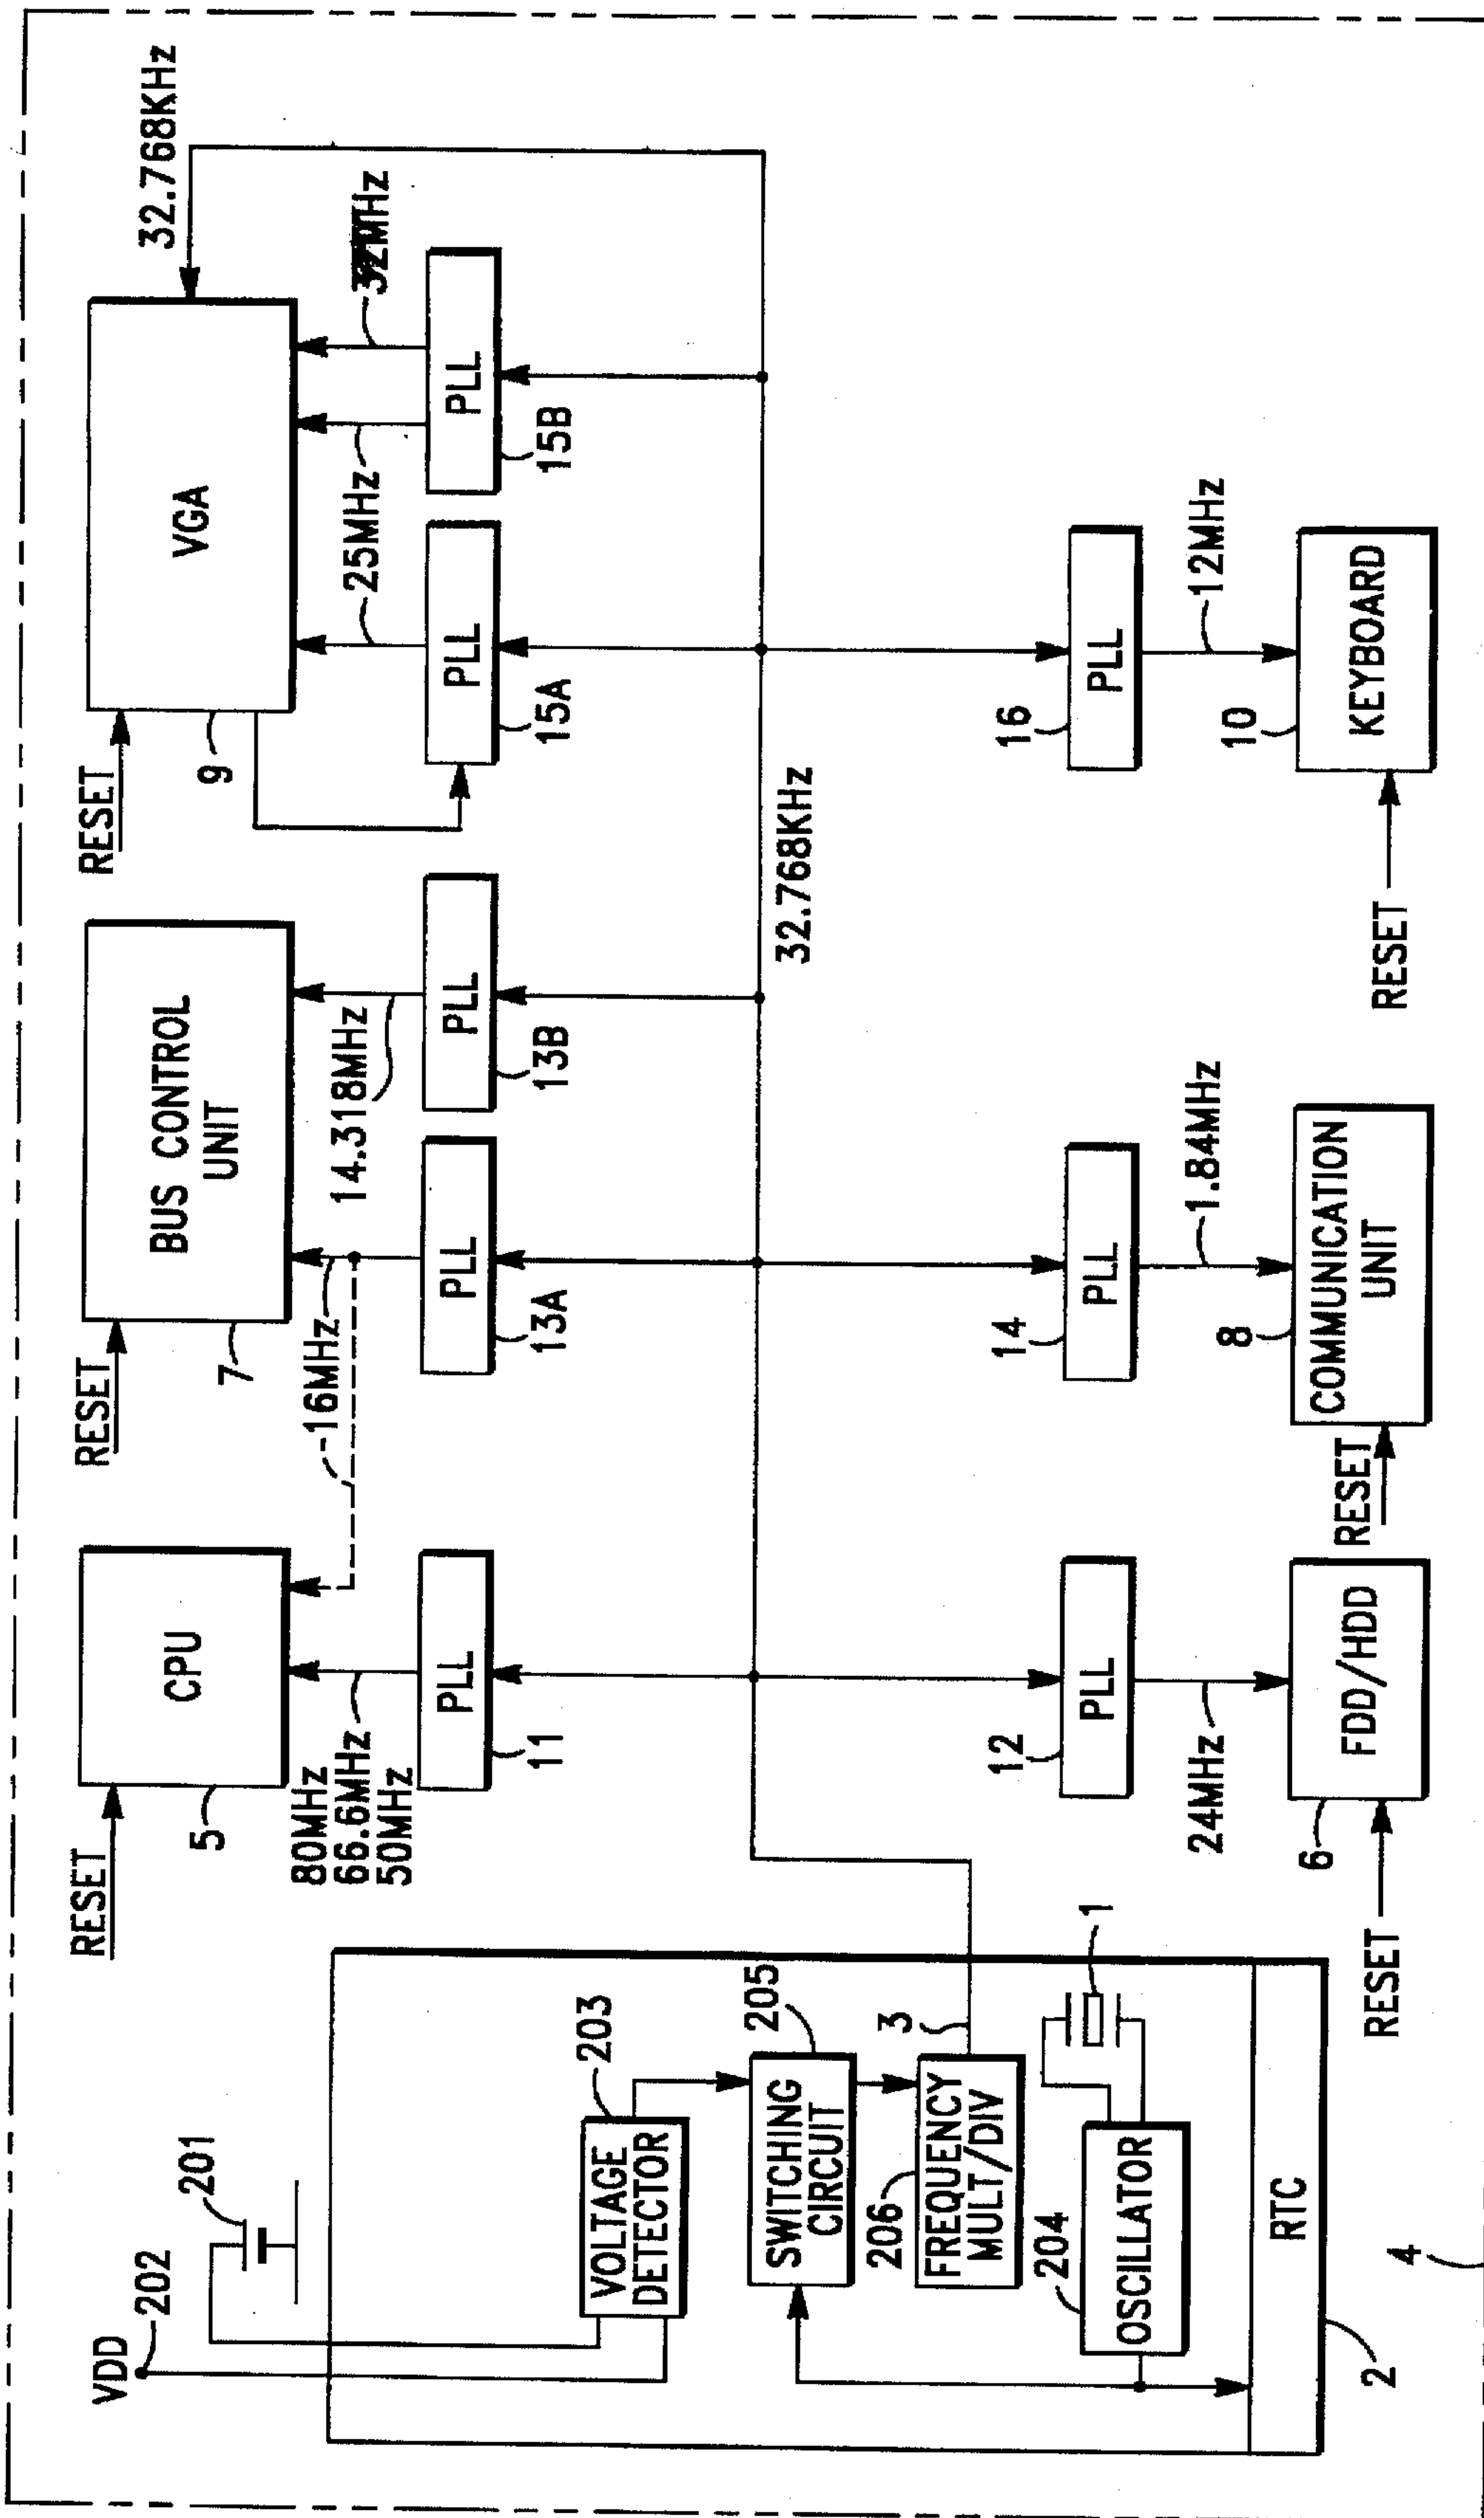 VDD
202
201
VOLTAGE
DETECTOR
203
SWITCHING
CIRCUIT
205
206
FREQUENCY
MULT/DIV
3
204
OSCILLATOR
1
RTC
2
4
RESET
CPU
5
80MHz
66.6MHz
50MHz
PLL
11
16MHz
RESET
BUS CONTROL
UNIT
7
14.318MHz
PLL
13A
PLL
13B
RESET
VGA
9
32.768KHz
25MHz
PLL
15A
PLL
15B
32.768KHz
12
PLL
24MHz
FDD/HDD
6
RESET
14
PLL
1.84MHz
8
COMMUNICATION
UNIT
RESET
16
PLL
12MHz
10
KEYBOARD
RESET